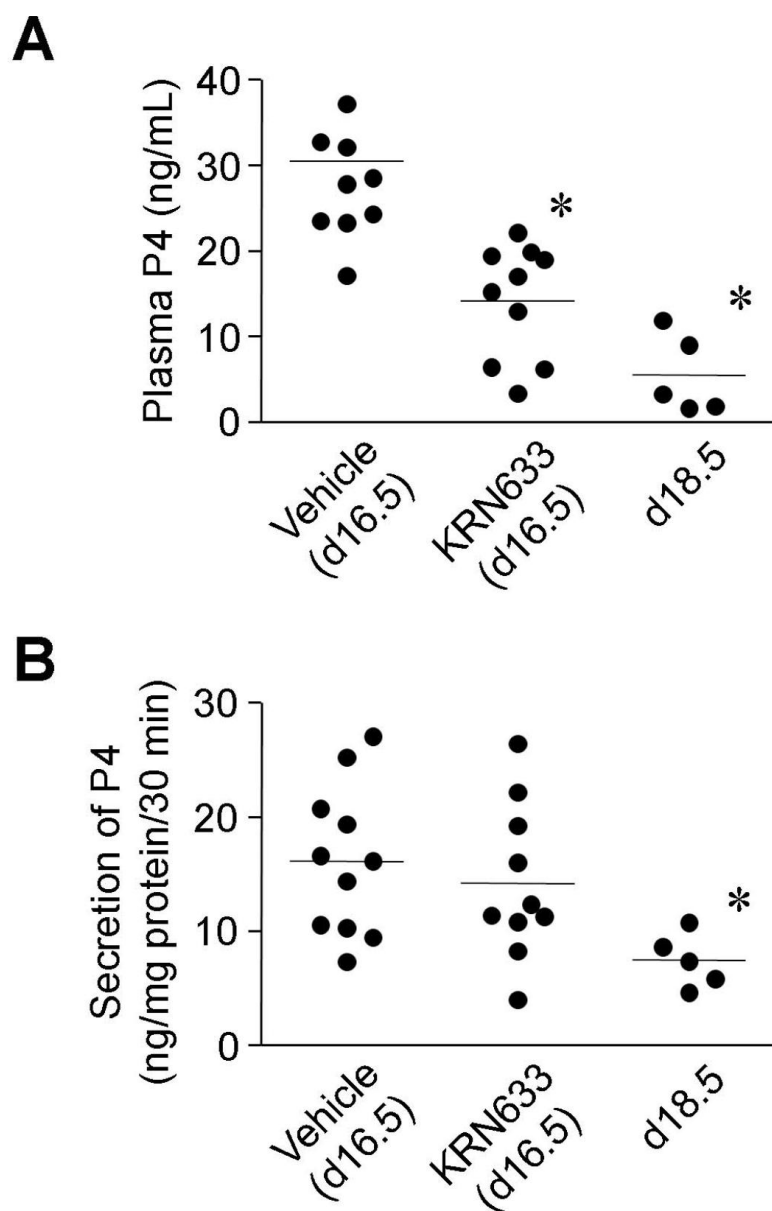 A
Plasma P4 (ng/mL)
40
30
20
10
0
*
*
Vehicle
(d16.5)
KRN633
(d16.5)
d18.5
B
Secretion of P4
(ng/mg protein/30 min)
30
20
10
0
*
Vehicle
(d16.5)
KRN633
(d16.5)
d18.5